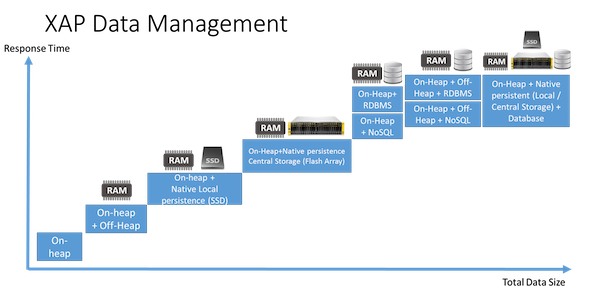 XAP Data Management
Response Time
RAM
RAM
RAM
SSD
RAM
SSD
RAM
RAM
RAM
On-Heap+
RDBMS
On-Heap
+ NoSQL
On-Heap + Off-
Heap + RDBMS
On-Heap + Off-
Heap + NoSQL
On-Heap + Native
persistent (Local /
Central Storage) +
Database
On-Heap+Native persistence
Central Storage (Flash Array)
On-heap +
Native Local
persistence (SSD)
On-heap
+ Off-Heap
On-
heap
Total Data Size